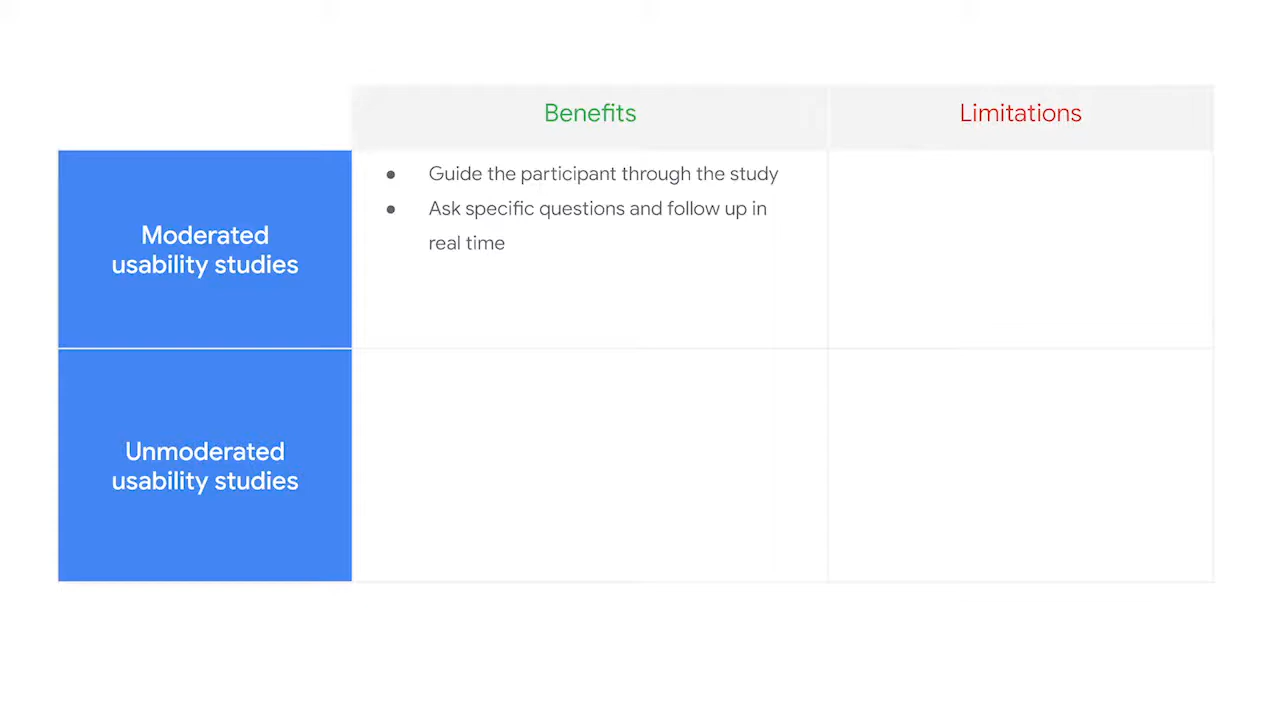 Benefits
Limitations
Moderated
usability studies
● Guide the participant through the study
● Ask specific questions and follow up in
real time
Unmoderated
usability studies